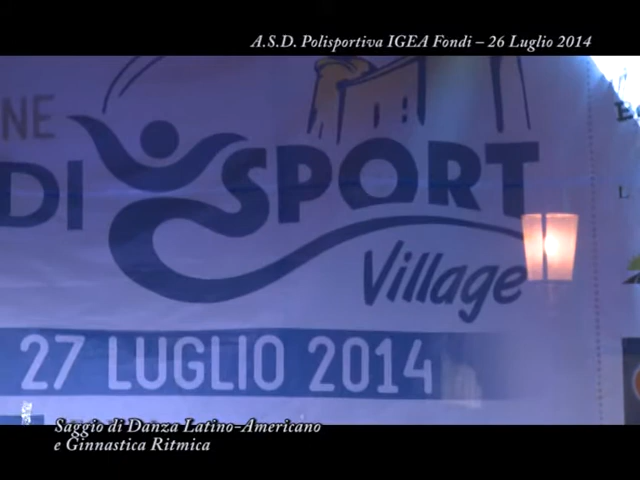 A.S.D. Polisportiva IGEA Fondi – 26 Luglio 2014
NE
DI SPORT
Village
27 LUGLIO 2014
Saggio di Danza Latino-Americano
e Ginnastica Ritmica